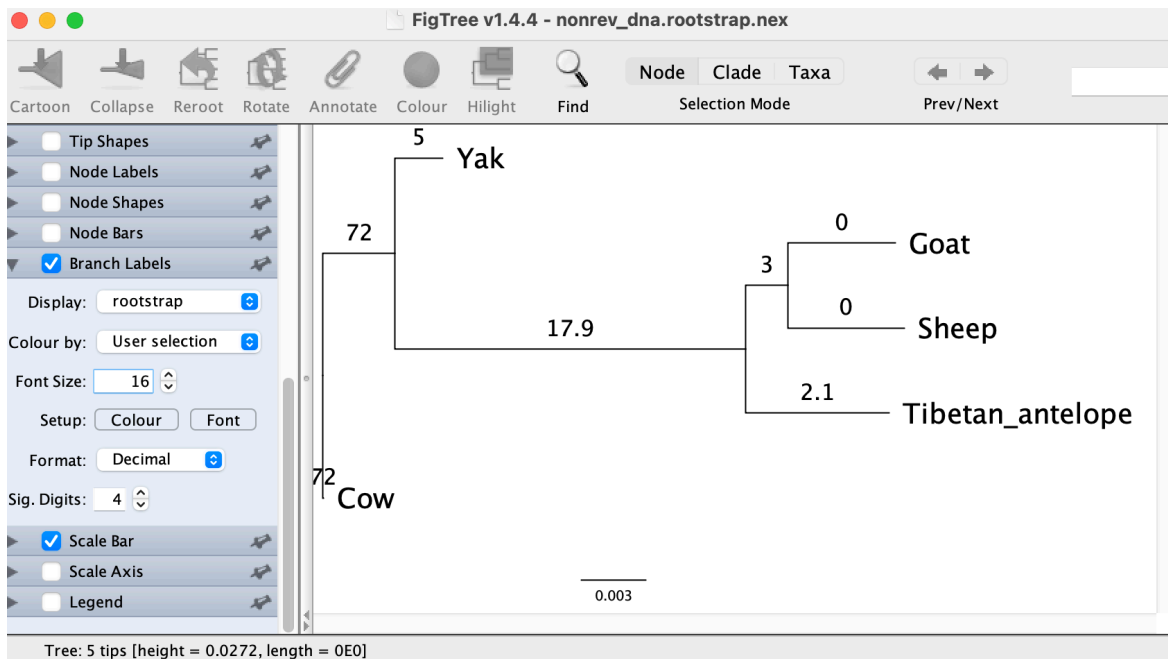 FigTree v1.4.4 - nonrev_dna.rootstrap.nex
Cartoon Collapse Reroot Rotate Annotate Colour Hilight Find
Node Clade Taxa
Selection Mode
Prev/Next
Tip Shapes
Node Labels
Node Shapes
Node Bars
Branch Labels
Display: rootstrap
Colour by: User selection
Font Size: 16
Setup: Colour Font
Format: Decimal
Sig. Digits: 4
Scale Bar
Scale Axis
Legend
5
Yak
72
0
Goat
3
0
Sheep
17.9
2.1
Tibetan_antelope
72
Cow
0.003
Tree: 5 tips [height = 0.0272, length = 0E0]